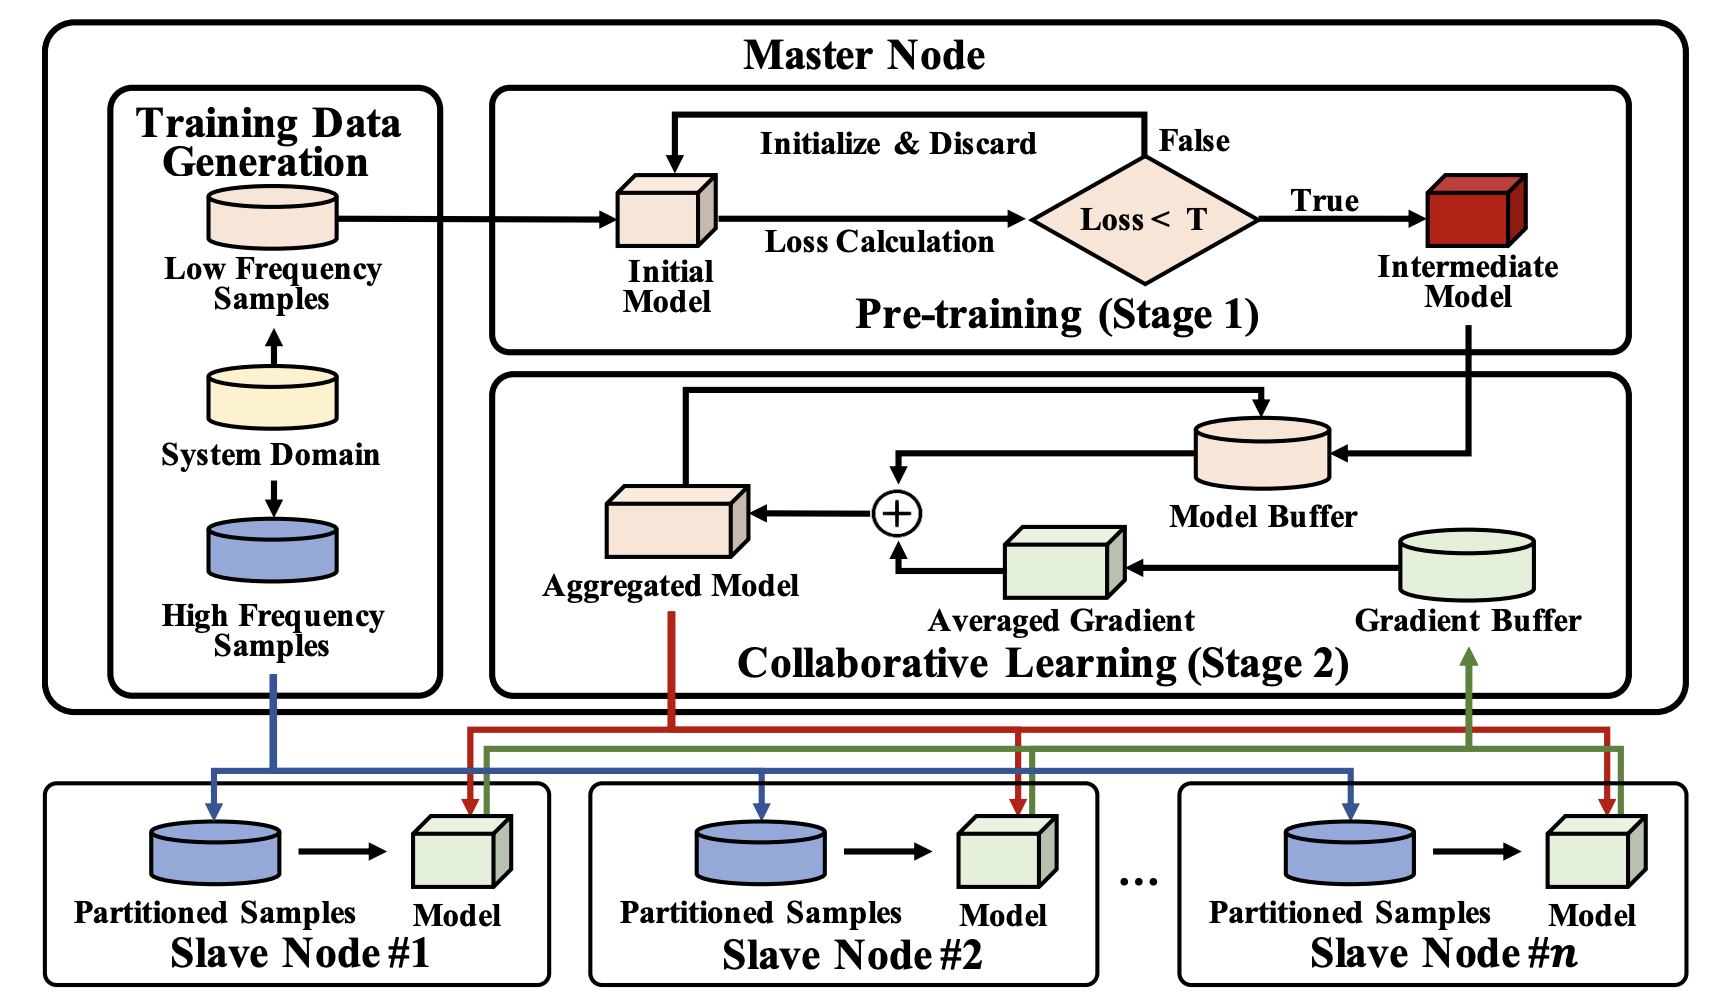 Master Node
Training Data
Generation
Low Frequency
Samples
System Domain
High Frequency
Samples
Initialize & Discard
False
Loss < T
True
Loss Calculation
Initial
Model
Intermediate
Model
Pre-training (Stage 1)
Model Buffer
Aggregated Model
Averaged Gradient
Gradient Buffer
Collaborative Learning (Stage 2)
Partitioned Samples
Model
Slave Node #1
Partitioned Samples
Model
Slave Node #2
...
Partitioned Samples
Model
Slave Node #n